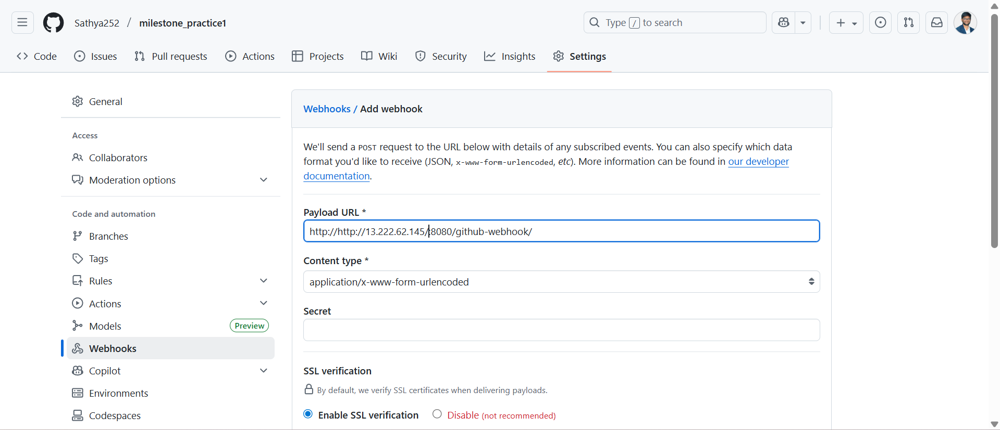 Sathya252 / milestone_practice1
Type / to search
Code
Issues
Pull requests
Actions
Projects
Wiki
Security
Insights
Settings
General
Access
Collaborators
Moderation options
Code and automation
Branches
Tags
Rules
Actions
Models Preview
Webhooks
Copilot
Environments
Codespaces
Webhooks / Add webhook
We'll send a POST request to the URL below with details of any subscribed events. You can also specify which data
format you'd like to receive (JSON, x-www-form-urlencoded, etc). More information can be found in our developer
documentation.
Payload URL *
http://http://13.222.62.145/:8080/github-webhook/
Content type *
application/x-www-form-urlencoded
Secret
SSL verification
By default, we verify SSL certificates when delivering payloads.
Enable SSL verification Disable (not recommended)